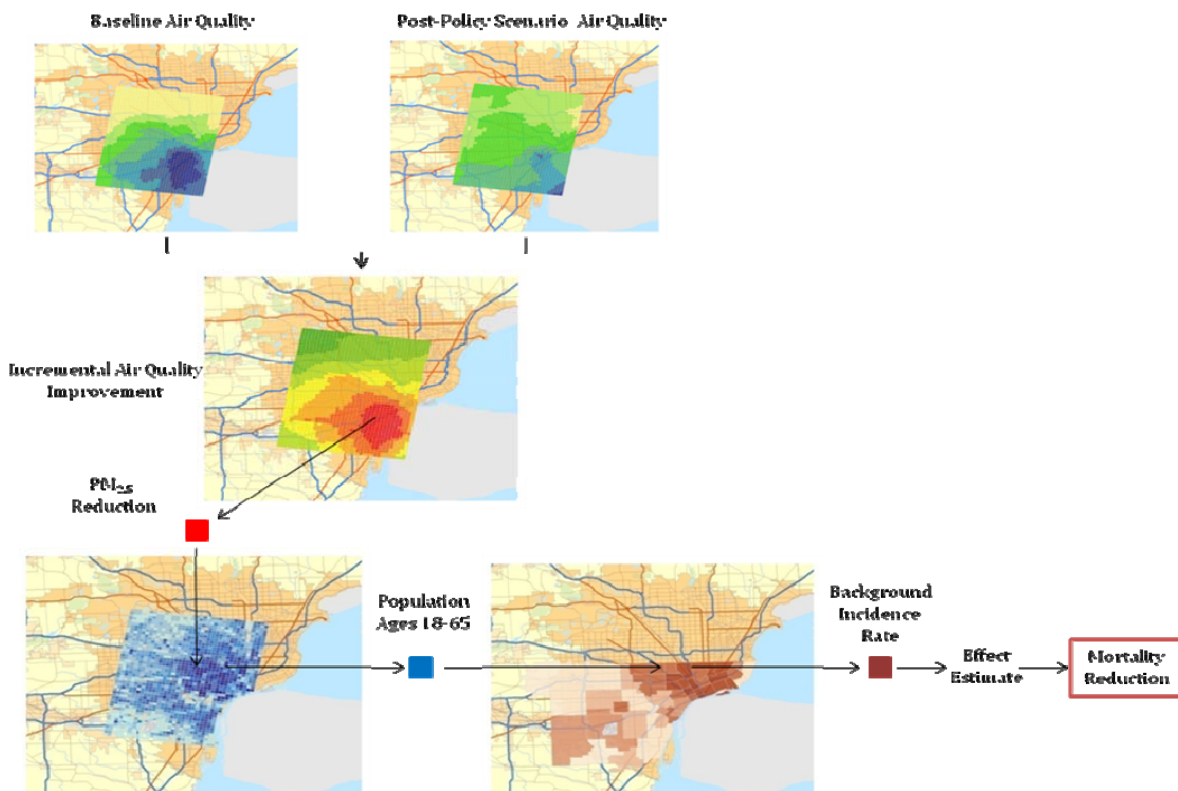 Baseline Air Quality
Post-Policy Scenario Air Quality
Incremental Air Quality
Improvement
PM2.5
Reduction
Population
Ages 18-65
Background
Incidence
Rate
Effect
Estimate
Mortality
Reduction